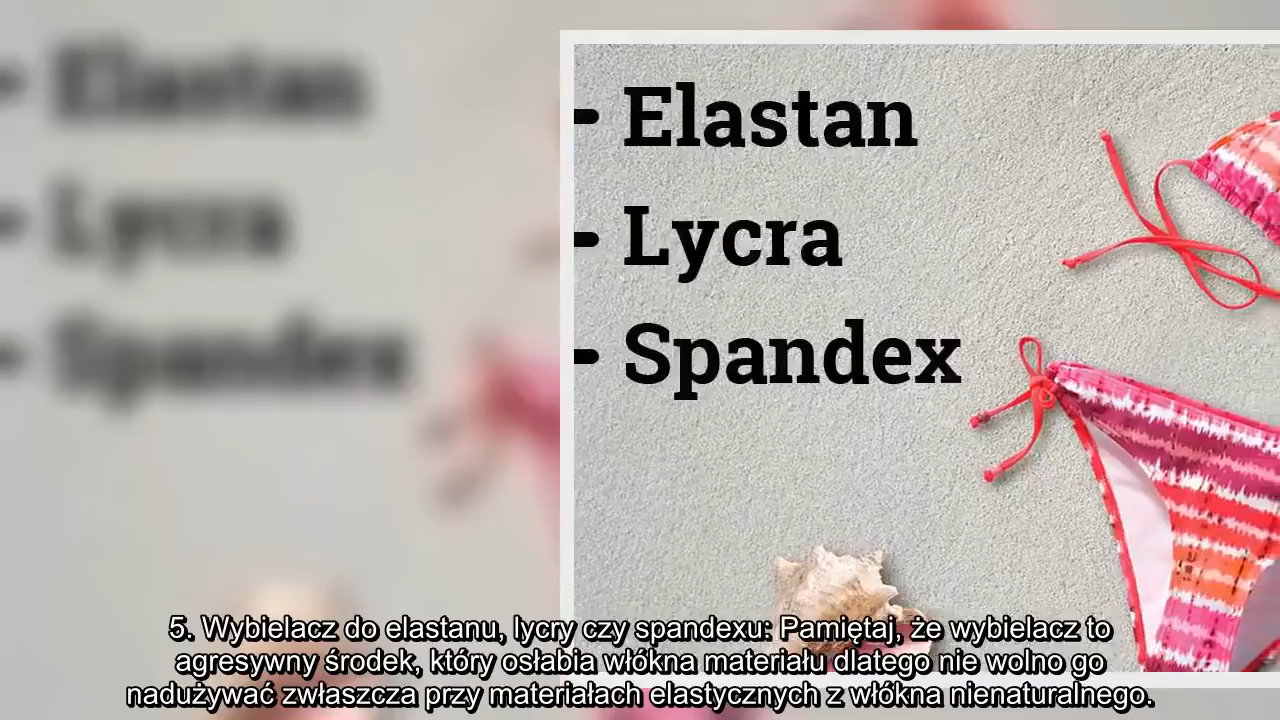 - Elastan
- Lycra
- Spandex
5. Wybielacz do elastanu, lycry czy spandexu: Pamiętaj, że wybielacz to
agresywny środek, który osłabia włókna materiału dlatego nie wolno go
nadużywać zwłaszcza przy materiałach elastycznych z włókna nienaturalnego.